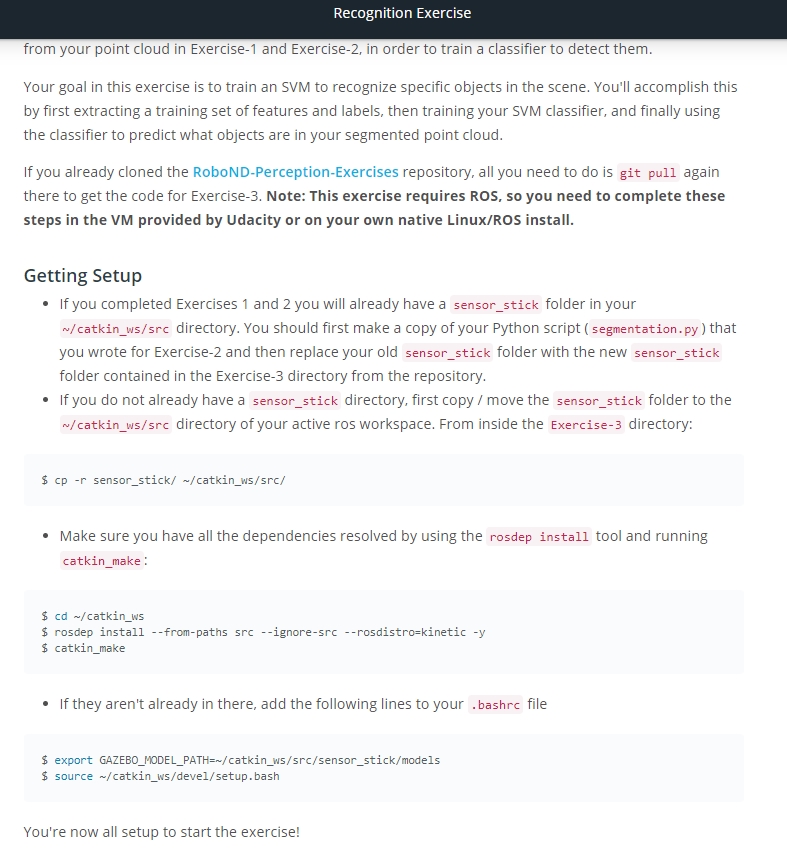 Recognition Exercise
from your point cloud in Exercise-1 and Exercise-2, in order to train a classifier to detect them.
Your goal in this exercise is to train an SVM to recognize specific objects in the scene. You'll accomplish this
by first extracting a training set of features and labels, then training your SVM classifier, and finally using
the classifier to predict what objects are in your segmented point cloud.
If you already cloned the RoboND-Perception-Exercises repository, all you need to do is git pull again
there to get the code for Exercise-3. Note: This exercise requires ROS, so you need to complete these
steps in the VM provided by Udacity or on your own native Linux/ROS install.
Getting Setup
• If you completed Exercises 1 and 2 you will already have a sensor_stick folder in your
~/catkin_ws/src directory. You should first make a copy of your Python script (segmentation.py) that
you wrote for Exercise-2 and then replace your old sensor_stick folder with the new sensor_stick
folder contained in the Exercise-3 directory from the repository.
• If you do not already have a sensor_stick directory, first copy / move the sensor_stick folder to the
~/catkin_ws/src directory of your active ros workspace. From inside the Exercise-3 directory:
$ cp -r sensor_stick/ ~/catkin_ws/src/
• Make sure you have all the dependencies resolved by using the rosdep install tool and running
catkin_make:
$ cd ~/catkin_ws
$ rosdep install --from-paths src --ignore-src --rosdistro=kinetic -y
$ catkin_make
• If they aren't already in there, add the following lines to your .bashrc file
$ export GAZEBO_MODEL_PATH=~/catkin_ws/src/sensor_stick/models
$ source ~/catkin_ws/devel/setup.bash
You're now all setup to start the exercise!